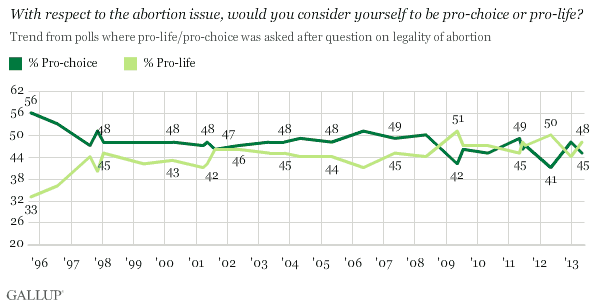 With respect to the abortion issue, would you consider yourself to be pro-choice or pro-life?
Trend from polls where pro-life/pro-choice was asked after question on legality of abortion
% Pro-choice % Pro-life
62
56
50
44
38
32
26
20
56 48 48 48 47 48 48 49 51 49 50 48
33 45 43 42 46 45 44 45 42 45 41 45
'96 '97 '98 '99 '00 '01 '02 '03 '04 '05 '06 '07 '08 '09 '10 '11 '12 '13
GALLUP®